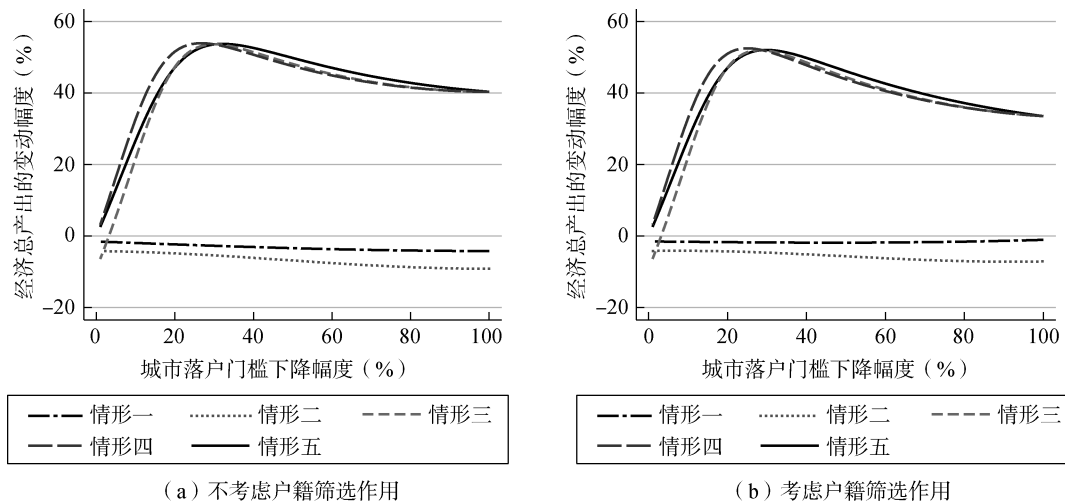 60
40
20
0
-20
经济总产出的变动幅度（%）
0 20 40 60 80 100
城市落户门槛下降幅度（%）
情形一 情形二 情形三
情形四 情形五
（a）不考虑户籍筛选作用
60
40
20
0
-20
经济总产出的变动幅度（%）
0 20 40 60 80 100
城市落户门槛下降幅度（%）
情形一 情形二 情形三
情形四 情形五
（b）考虑户籍筛选作用